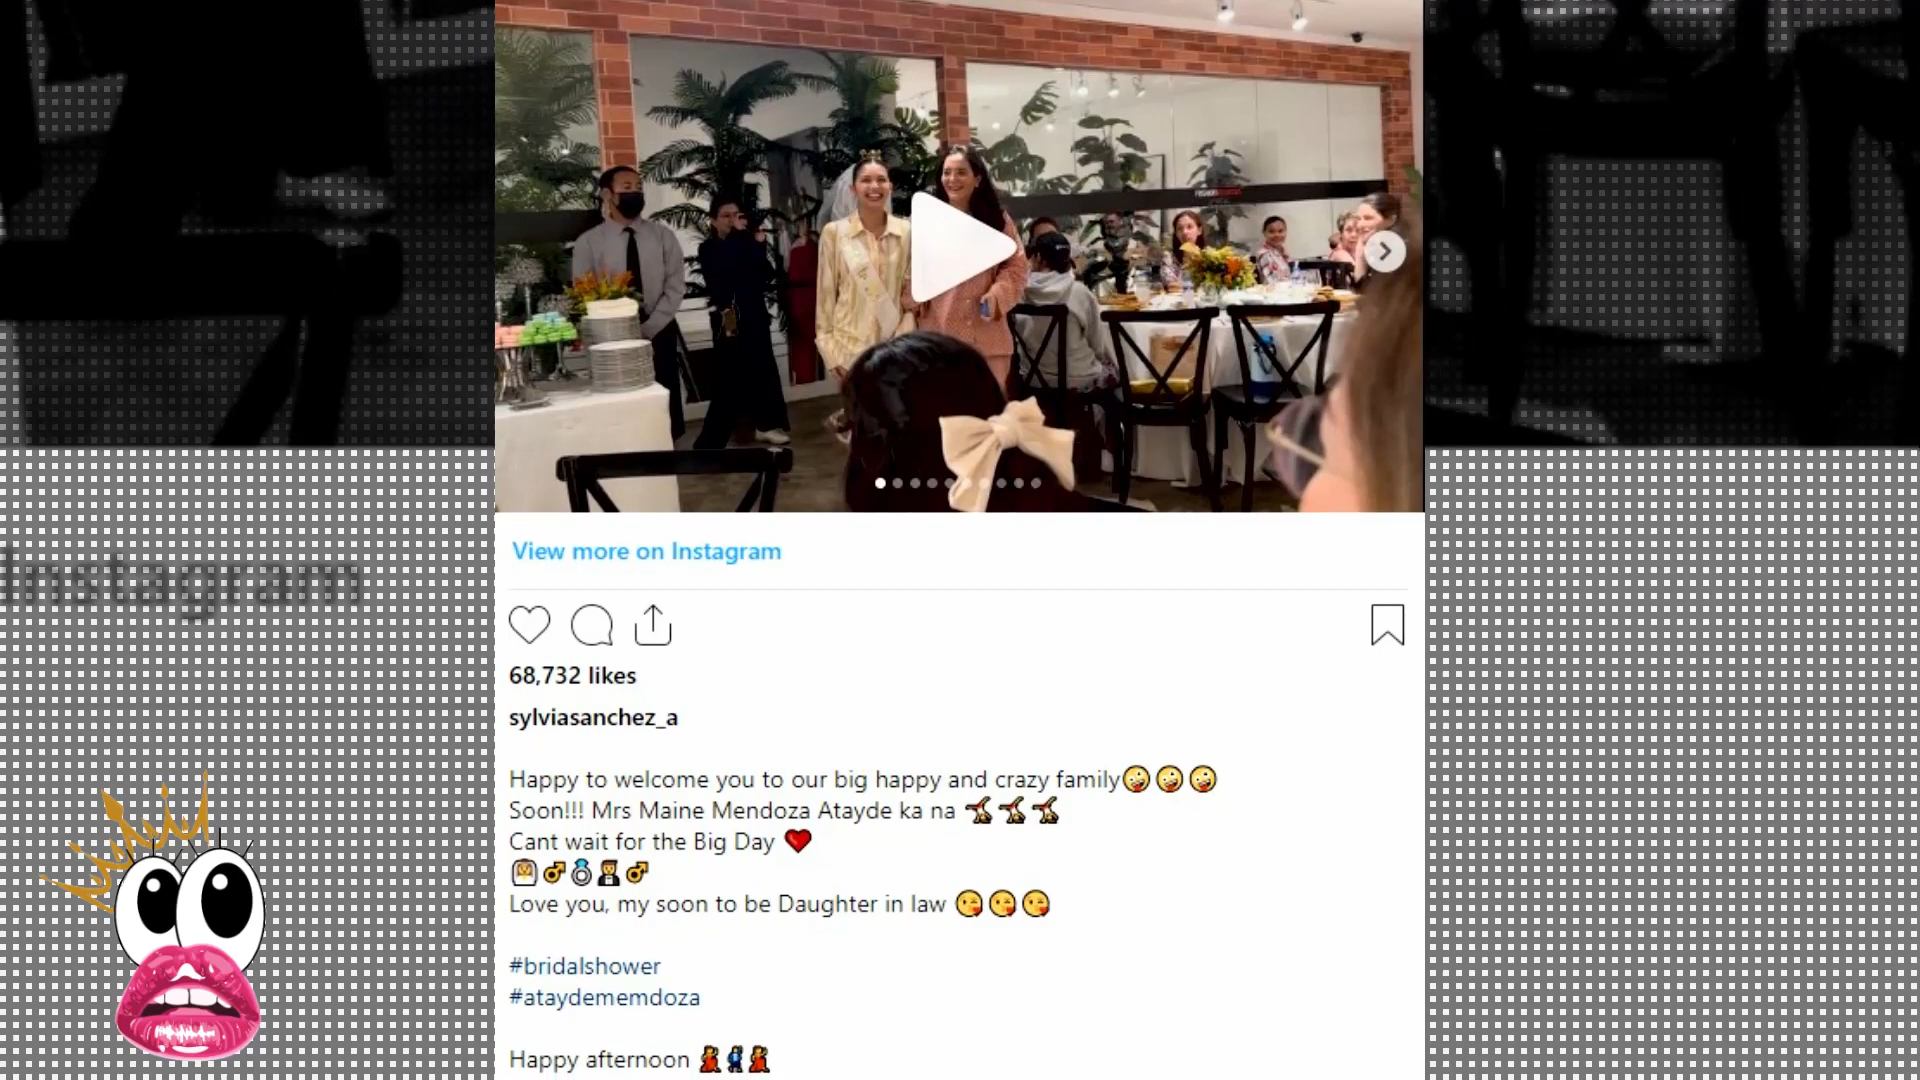 View more on Instagram
Instagram
68,732 likes
sylviasanchez_a
Happy to welcome you to our big happy and crazy family🤪🤪🤪
Soon!!! Mrs Maine Mendoza Atayde ka na 💃💃💃
Cant wait for the Big Day ❤️
👰♂💍🤵♂
Love you, my soon to be Daughter in law 😘😘😘
#bridalshower
#ataydememdoza
Happy afternoon 💃🕺💃